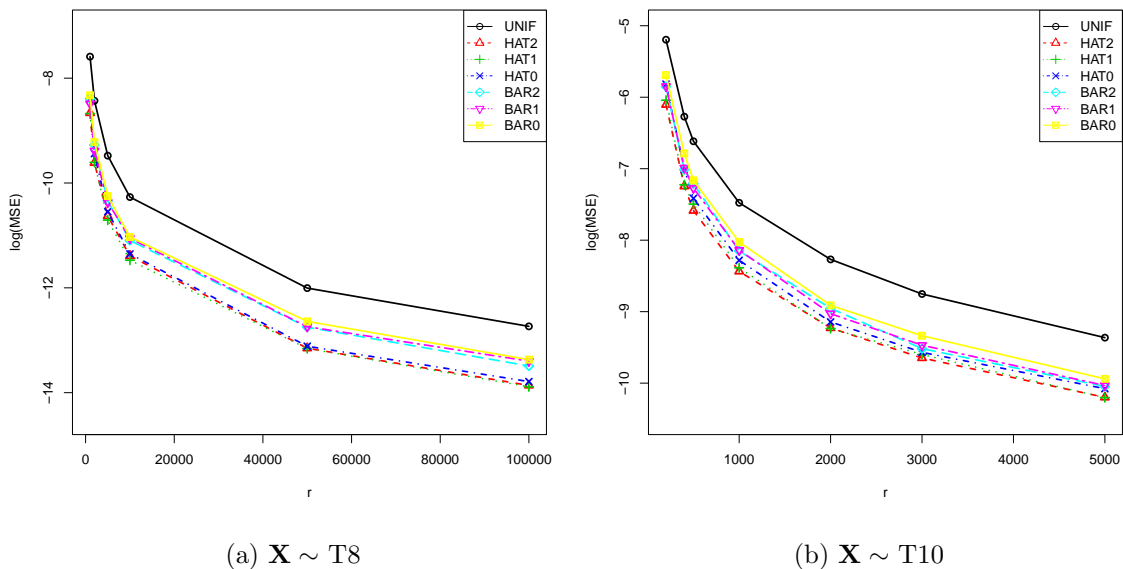 UNIF
HAT2
HAT1
HAT0
BAR2
BAR1
BAR0
log(MSE)
-8
-10
-12
-14
0
20000
40000
60000
80000
100000
r
(a) X ∼ T8
UNIF
HAT2
HAT1
HAT0
BAR2
BAR1
BAR0
log(MSE)
-5
-6
-7
-8
-9
-10
1000
2000
3000
4000
5000
r
(b) X ∼ T10